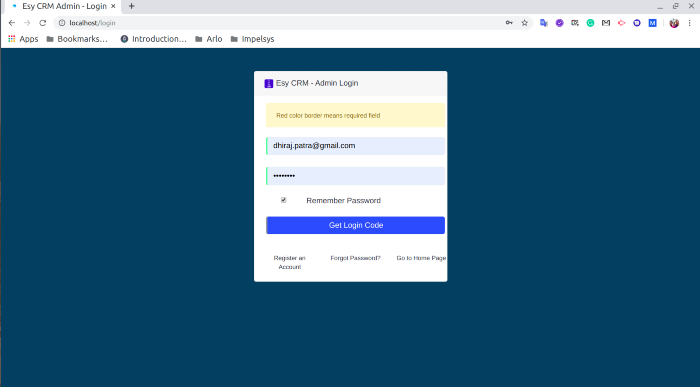 Esy CRM Admin - Login
localhost/login
Apps
Bookmarks...
Introduction...
Arlo
Impelsys
Esy CRM - Admin Login
Red color border means required field
dhiraj.patra@gmail.com
••••••••
Remember Password
Get Login Code
Register an
Account
Forgot Password?
Go to Home Page